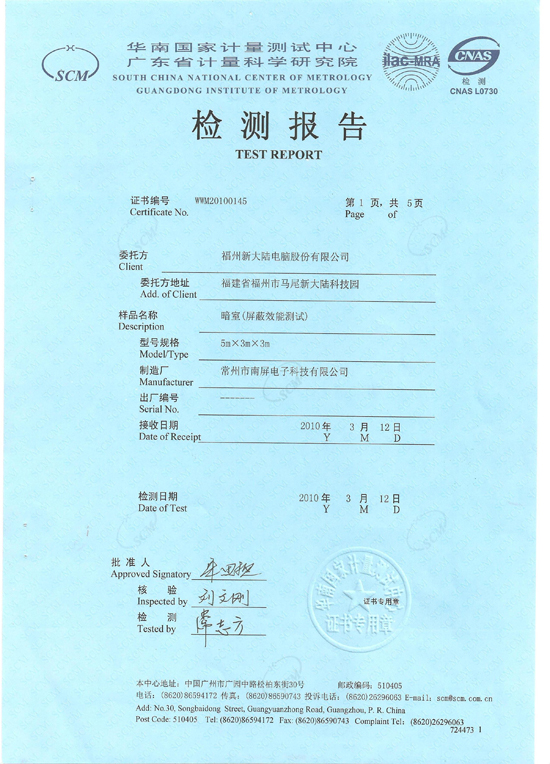 SCM
华南国家计量测试中心
广东省计量科学研究院
SOUTH CHINA NATIONAL CENTER OF METROLOGY
GUANGDONG INSTITUTE OF METROLOGY
ilac-MRA
CNAS
检 测
CNAS L0730
检测报告
TEST REPORT
证书编号 WWM20100145 第 1 页, 共 5页
Certificate No. Page of
委托方 福州新大陆电脑股份有限公司
Client
委托方地址 福建省福州市马尾新大陆科技园
Add. of Client
样品名称 暗室(屏蔽效能测试)
Description
型号规格 5m×3m×3m
Model/Type
制造厂 常州市南屏电子科技有限公司
Manufacturer
出厂编号 -------
Serial No.
接收日期 2010 年 3 月 12 日
Date of Receipt Y M D
检测日期 2010 年 3 月 12 日
Date of Test Y M D
批 准 人
Approved Signatory
核 验
Inspected by 刘文刚
检 测
Tested by 常志方
证书专用章
证书专用章
本中心地址: 中国广州市广园中路松柏东街30号 邮政编码: 510405
电话: (8620)86594172 传真: (8620)86590743 投诉电话: (8620)26296063 E-mail: scm@scm.com.cn
Add: No.30, Songbaidong Street, Guangyuanzhong Road, Guangzhou, P. R. China
Post Code: 510405 Tel: (8620)86594172 Fax: (8620)86590743 Complaint Tel: (8620)26296063
724473 1